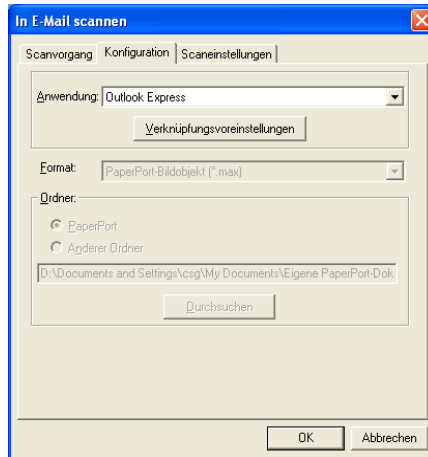 In E-Mail scannen
Scanvorgang Konfiguration Scaneinstellungen
Anwendung: Outlook Express
Verknüpfungsvoreinstellungen
Format: PaperPort-Bildobjekt (*.max)
Ordner:
PaperPort
Anderer Ordner
D:\Documents and Settings\csg\My Documents\Eigene PaperPort-Dok
Durchsuchen
OK Abbrechen